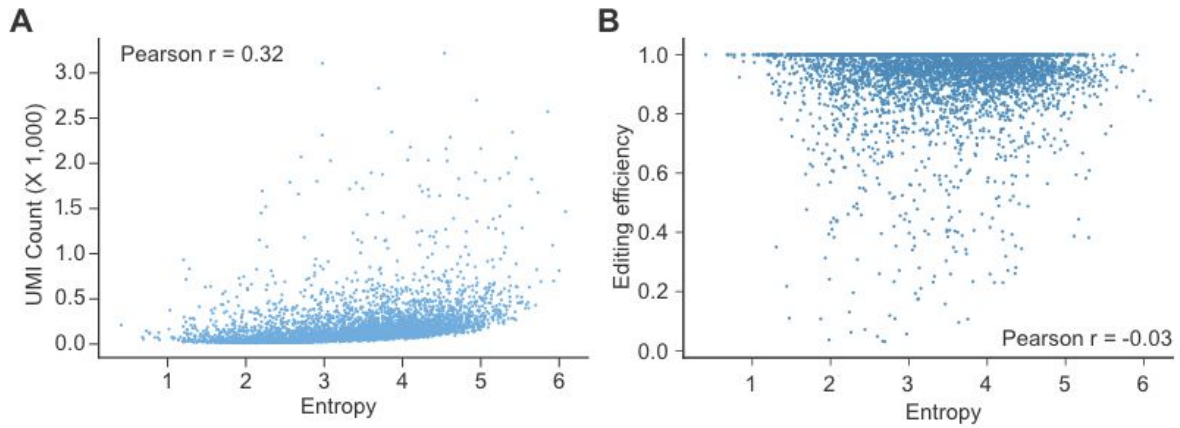 A
Pearson r = 0.32
UMI Count (X 1,000)
3.0
2.5
2.0
1.5
1.0
0.5
0.0
1 2 3 4 5 6
Entropy
B
Editing efficiency
1.0
0.8
0.6
0.4
0.2
0.0
Pearson r = -0.03
1 2 3 4 5 6
Entropy